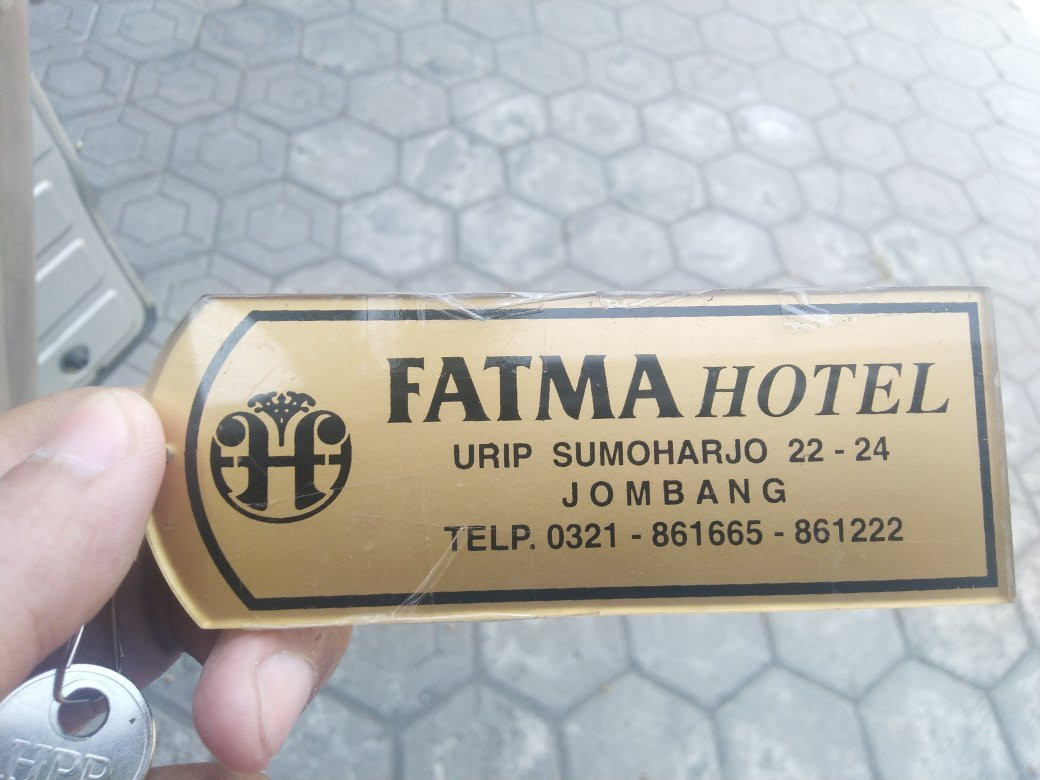 FATMA HOTEL
URIP SUMOHARJO 22 - 24
JOMBANG
TELP. 0321 - 861665 - 861222